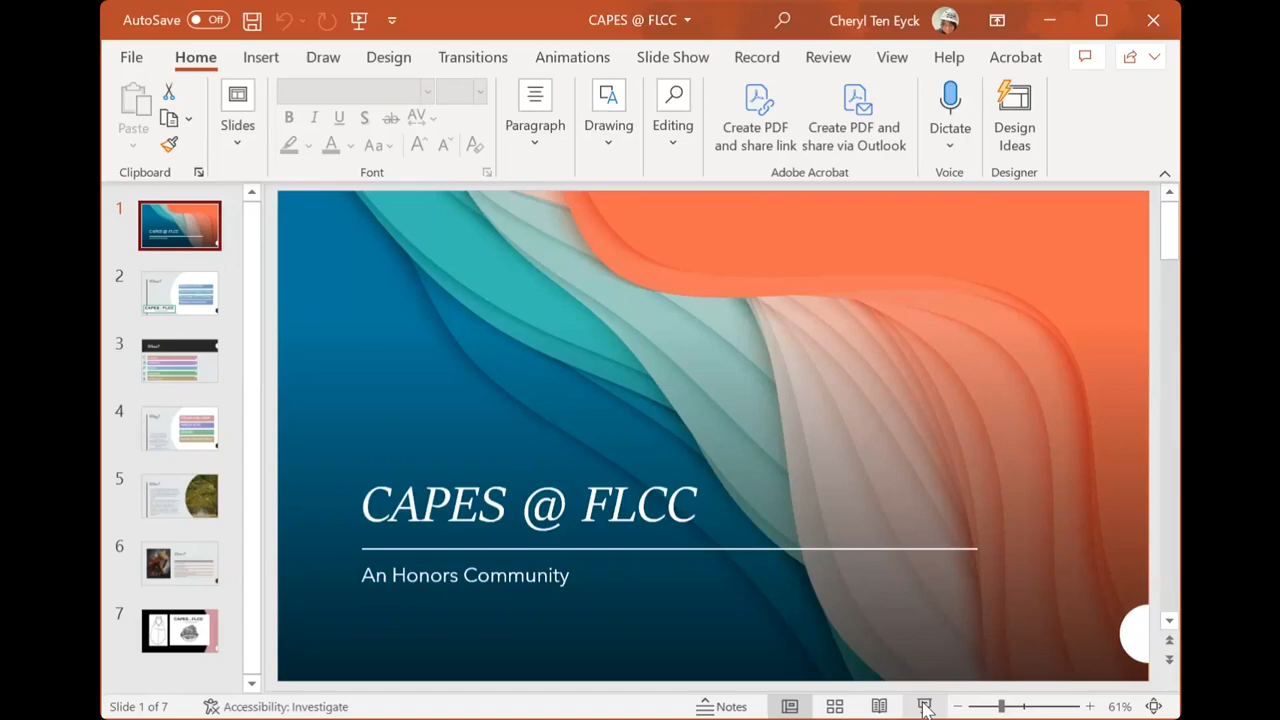 AutoSave Off
CAPES @ FLCC
Cheryl Ten Eyck
File Home Insert Draw Design Transitions Animations Slide Show Record Review View Help Acrobat
Paste
Slides
B I U S ab AV
A Aa A A A
Paragraph
Drawing
Editing
Create PDF and share link
Create PDF and share via Outlook
Dictate
Design Ideas
Clipboard
Font
Adobe Acrobat
Voice
Designer
1
2
3
4
5
6
7
CAPES @ FLCC
An Honors Community
Slide 1 of 7
Accessibility: Investigate
Notes
61%